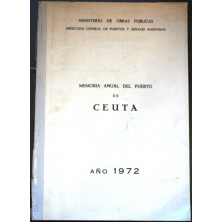 MINISTERIO DE OBRAS PUBLICAS
DIRECCION GENERAL DE PUERTOS Y SEÑALES MARITIMAS
MEMORIA ANUAL DEL PUERTO
DE
CEUTA
AÑO 1972